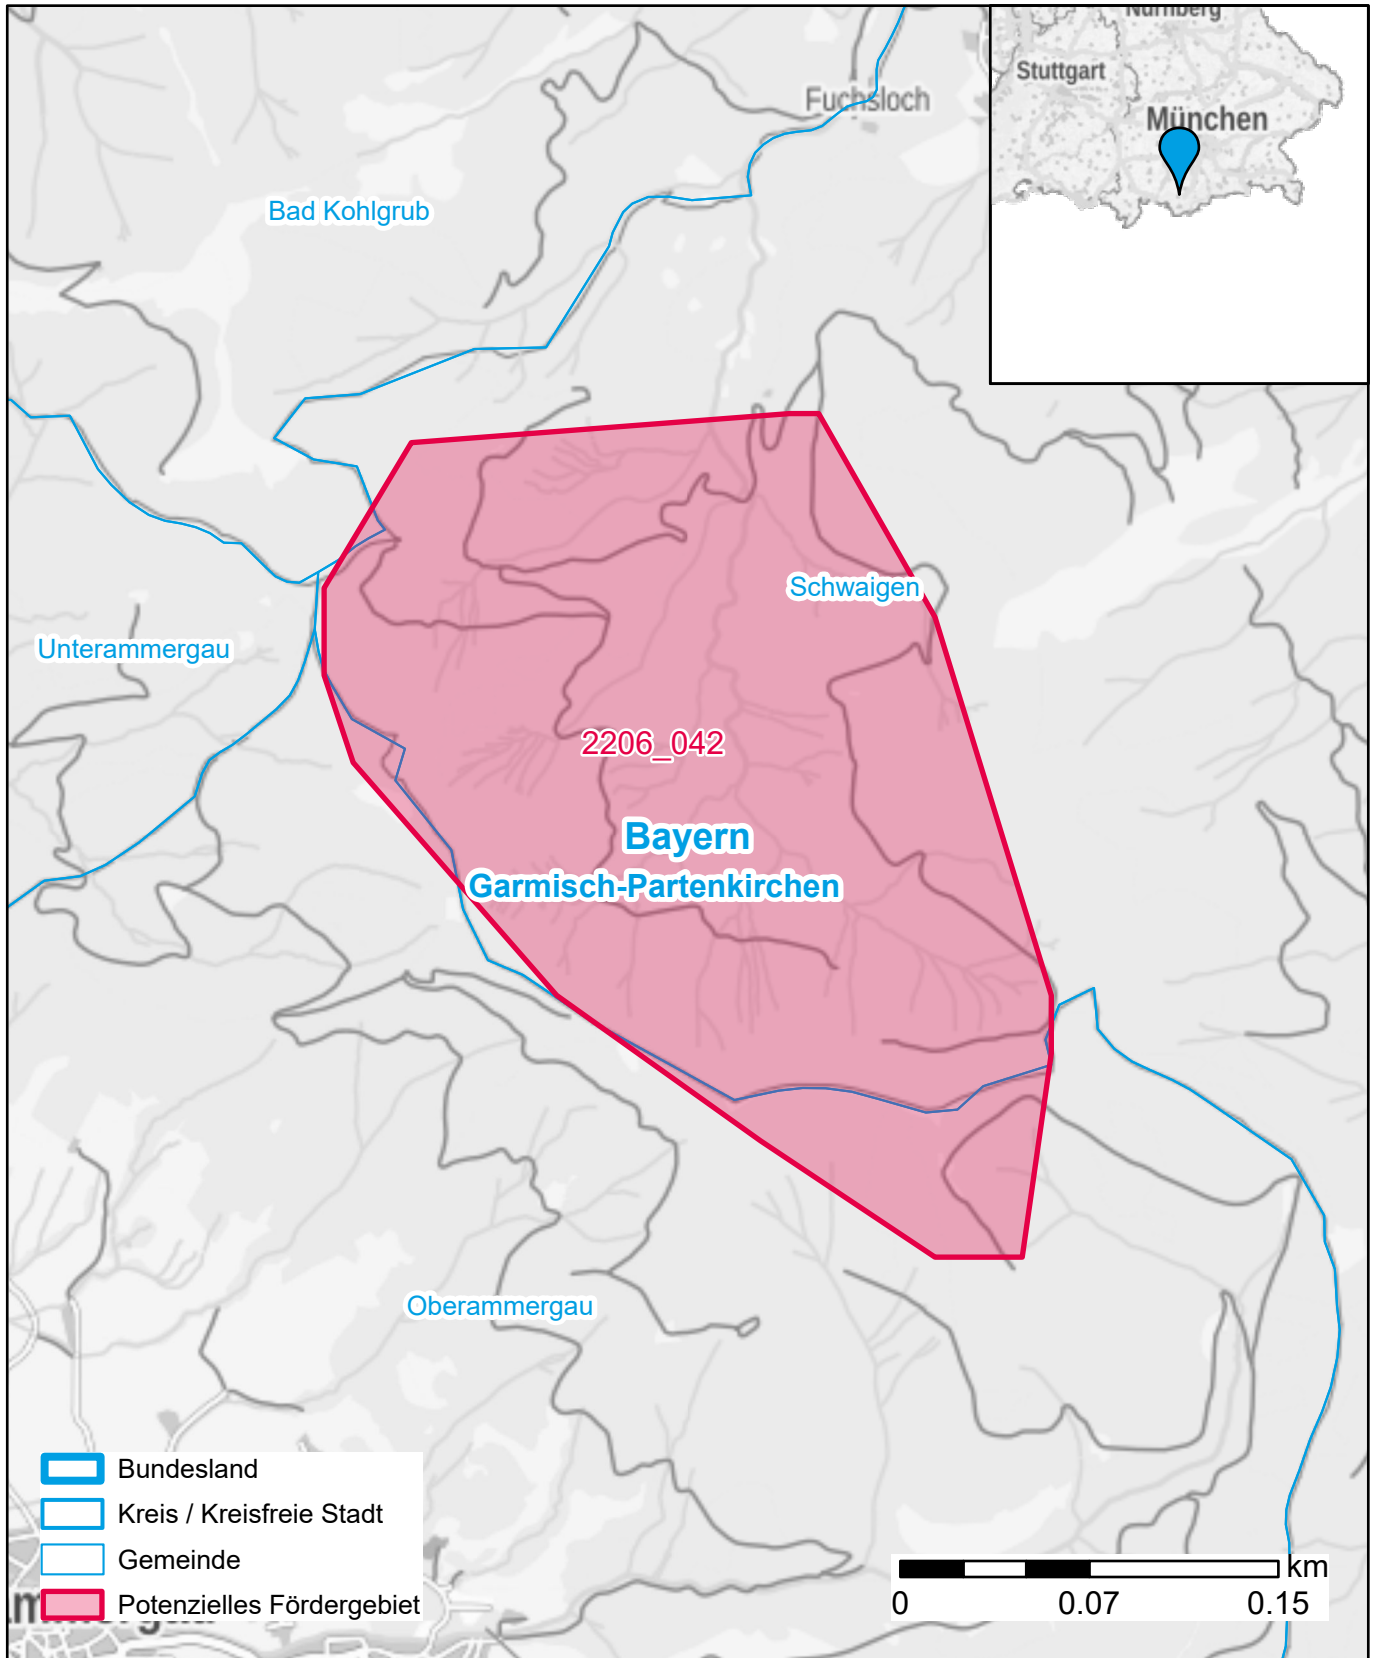 Nürnberg
Stuttgart
München
Fuchsloch
Bad Kohlgrub
Schwaigen
Unterammergau
2206_042
Bayern
Garmisch-Partenkirchen
Oberammergau
Bundesland
Kreis / Kreisfreie Stadt
Gemeinde
Potenzielles Fördergebiet
km
0 0.07 0.15